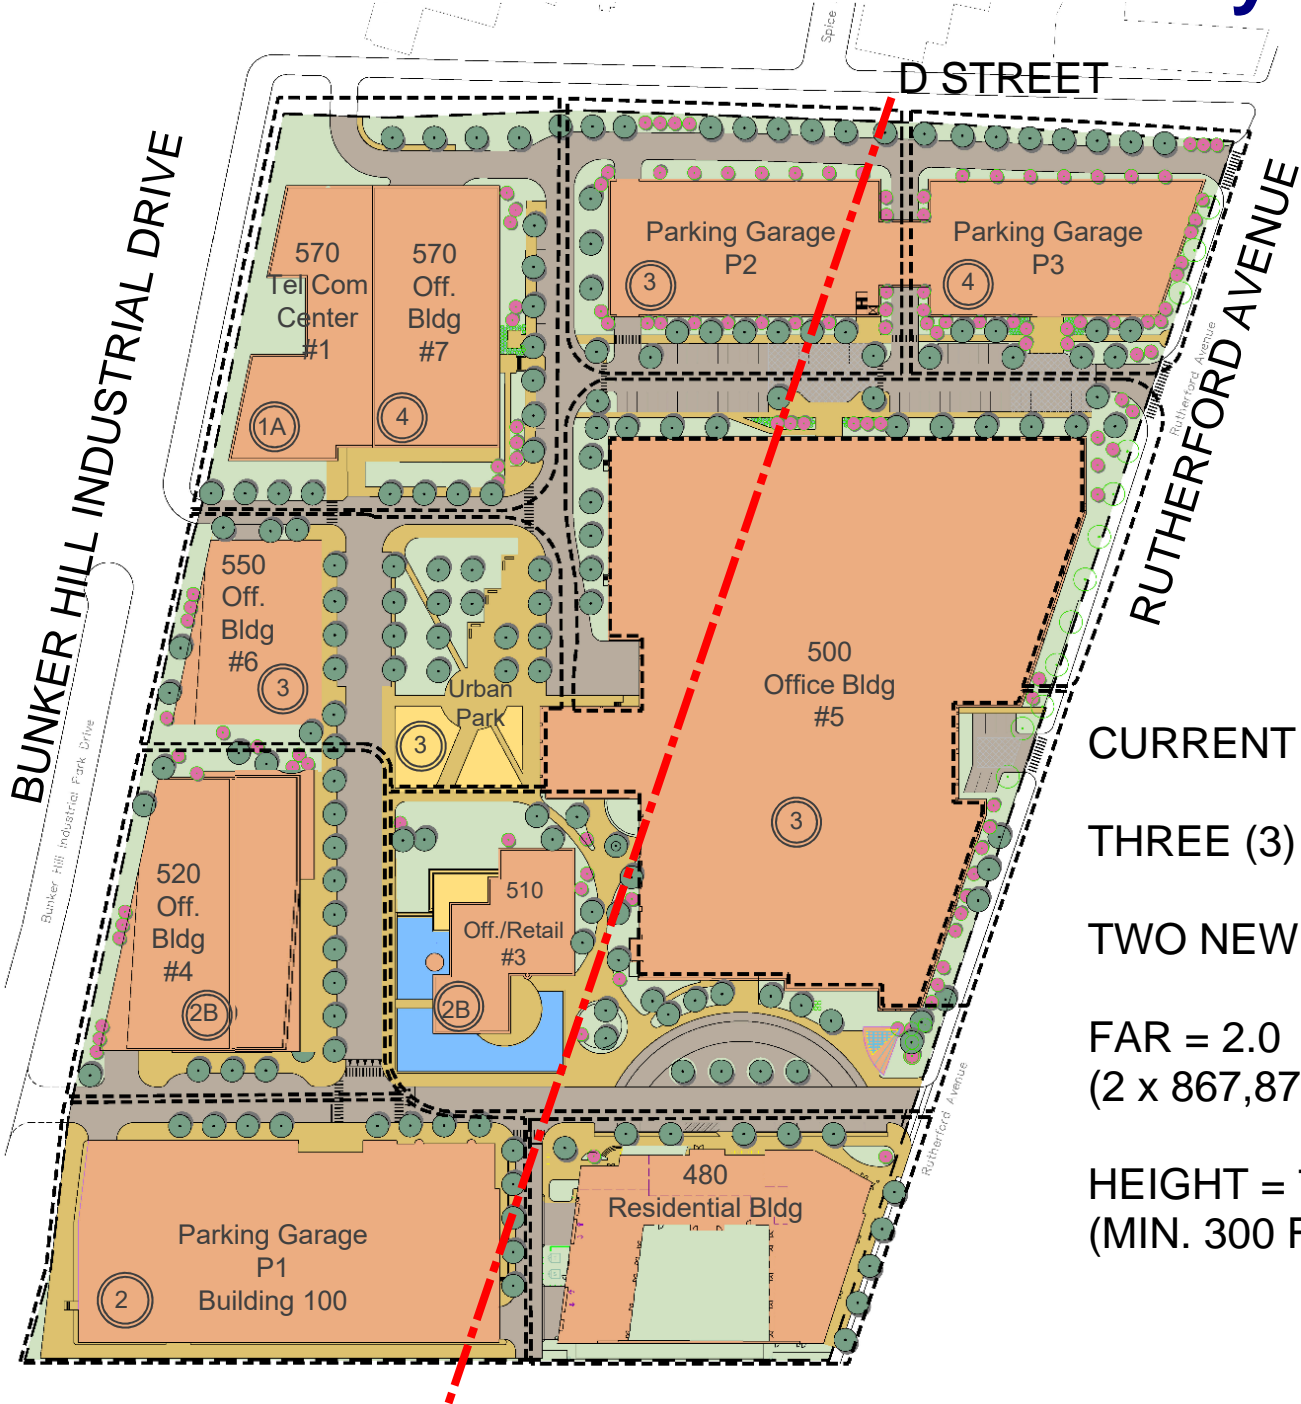 y
Spice
D STREET
BUNKER HILL INDUSTRIAL DRIVE
RUTHERFORD AVENUE
570
Tel Com
Center
#1
1A
570
Off.
Bldg
#7
4
Parking Garage
P2
3
Parking Garage
P3
4
Rutherford Avenue
550
Off.
Bldg
#6
3
Urban
Park
3
500
Office Bldg
#5
3
Bunker Hill Industrial Park Drive
520
Off.
Bldg
#4
2B
510
Off./Retail
#3
2B
Rutherford Avenue
Parking Garage
P1
Building 100
2
480
Residential Bldg
CURRENT
THREE (3)
TWO NEW
FAR = 2.0
(2 x 867,87
HEIGHT =
(MIN. 300